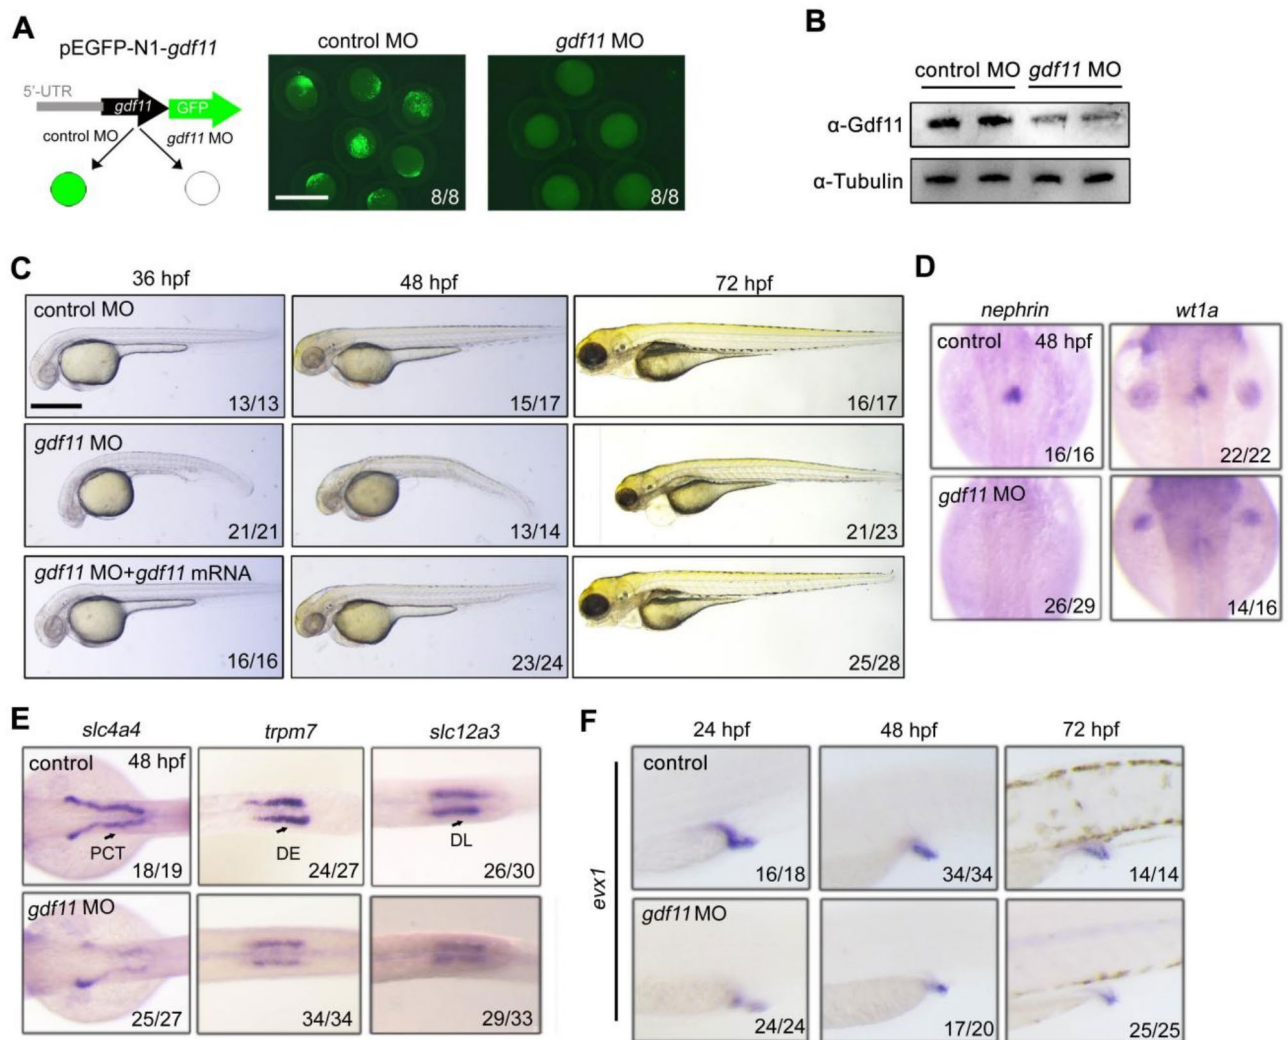 A
pEGFP-N1-gdf11
5'-UTR
gdf11
GFP
control MO
gdf11 MO
control MO
8/8
gdf11 MO
8/8
B
control MO gdf11 MO
α-Gdf11
α-Tubulin
C
36 hpf
48 hpf
72 hpf
control MO
13/13
15/17
16/17
gdf11 MO
21/21
13/14
21/23
gdf11 MO+gdf11 mRNA
16/16
23/24
25/28
D
nephrin
wt1a
control
48 hpf
16/16
22/22
gdf11 MO
26/29
14/16
E
slc4a4
trpm7
slc12a3
control
48 hpf
PCT
DE
DL
18/19
24/27
26/30
gdf11 MO
25/27
34/34
29/33
F
24 hpf
48 hpf
72 hpf
evx1
control
16/18
34/34
14/14
gdf11 MO
24/24
17/20
25/25